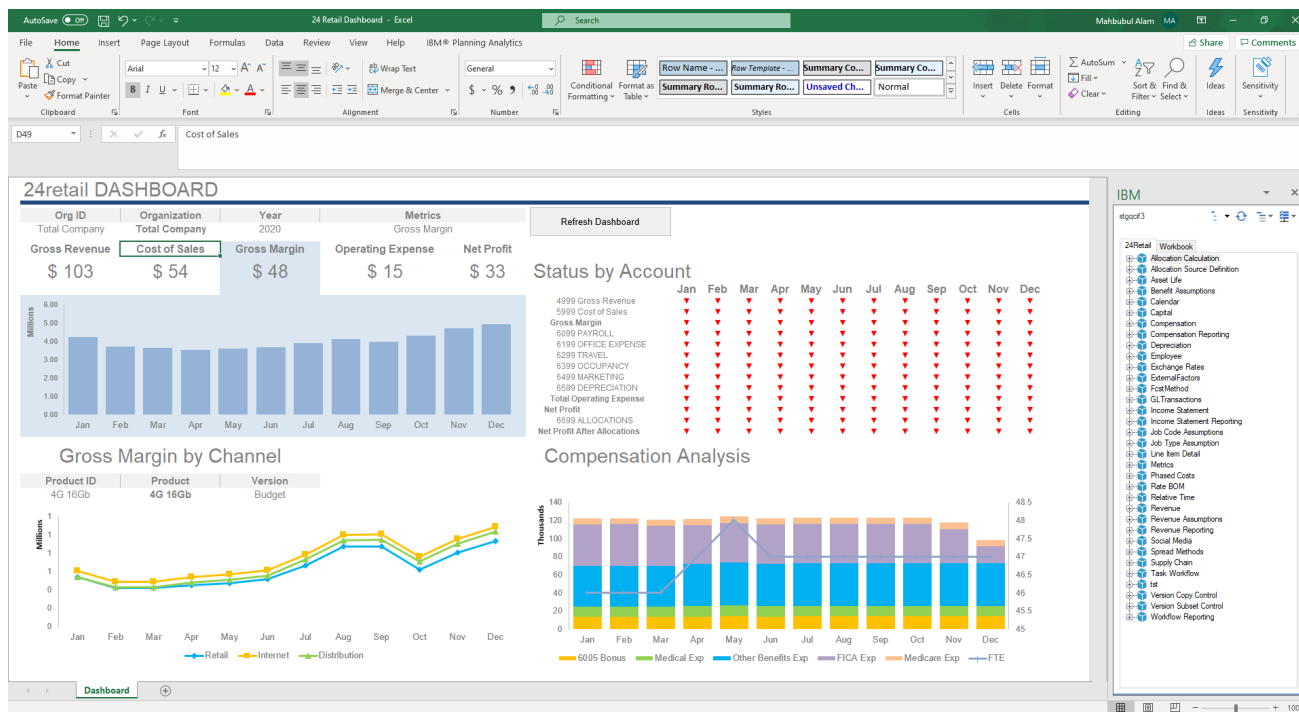 AutoSave Off 24 Retail Dashboard - Excel Search Mahbubul Alam MA
File Home Insert Page Layout Formulas Data Review View Help IBM® Planning Analytics Share Comments
Paste Cut Copy Format Painter
Arial 12 A A
B I U A
Wrap Text
Merge & Center
General
$ % 9
Conditional Formatting Format as Table
Row Name - ... Row Template - ... Summary Co... Summary Co...
Summary Ro... Summary Ro... Unsaved Ch... Normal
Insert Delete Format
AutoSum Fill Clear
Sort & Filter Find & Select
Ideas Sensitivity
Clipboard Font Alignment Number Styles Cells Editing Ideas Sensitivity
D49 fx Cost of Sales
24retail DASHBOARD
Org ID Organization Year Metrics
Total Company Total Company 2020 Gross Margin
Refresh Dashboard
Gross Revenue Cost of Sales Gross Margin Operating Expense Net Profit
$ 103 $ 54 $ 48 $ 15 $ 33
Millions
6.00
5.00
4.00
3.00
2.00
1.00
0.00
Jan Feb Mar Apr May Jun Jul Aug Sep Oct Nov Dec
Status by Account
Jan Feb Mar Apr May Jun Jul Aug Sep Oct Nov Dec
4999 Gross Revenue
5999 Cost of Sales
Gross Margin
6099 PAYROLL
6199 OFFICE EXPENSE
6299 TRAVEL
6399 OCCUPANCY
6499 MARKETING
6599 DEPRECIATION
Total Operating Expense
Net Profit
6699 ALLOCATIONS
Net Profit After Allocations
Gross Margin by Channel
Product ID Product Version
4G 16Gb 4G 16Gb Budget
Millions
1
1
1
1
0
0
0
Jan Feb Mar Apr May Jun Jul Aug Sep Oct Nov Dec
Retail Internet Distribution
Compensation Analysis
Thousands
140
120
100
80
60
40
20
0
48.5
48
47.5
47
46.5
46
45.5
45
Jan Feb Mar Apr May Jun Jul Aug Sep Oct Nov Dec
6005 Bonus Medical Exp Other Benefits Exp FICA Exp Medicare Exp FTE
IBM
stgqcif3
24Retail Workbook
Allocation Calculation
Allocation Source Definition
Asset Life
Benefit Assumptions
Calendar
Capital
Compensation
Compensation Reporting
Depreciation
Employee
Exchange Rates
ExternalFactors
FcstMethod
GLTransactions
Income Statement
Income Statement Reporting
Job Code Assumptions
Job Type Assumption
Line Item Detail
Metrics
Phased Costs
Rate BOM
Relative Time
Revenue
Revenue Assumptions
Revenue Reporting
Social Media
Spread Methods
Supply Chain
Task Workflow
tst
Version Copy Control
Version Subset Control
Workflow Reporting
Dashboard
100